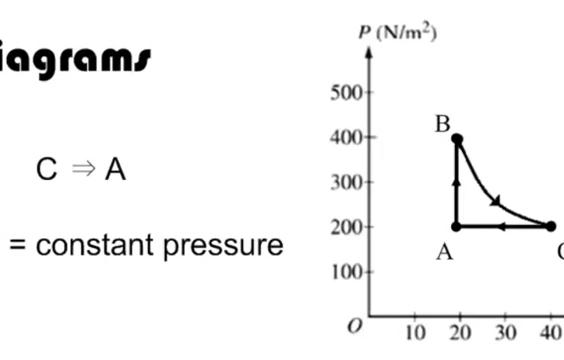 iagrams
C ⇒ A
= constant pressure
P (N/m²)
500
400
300
200
100
B
A
C
O
10 20 30 40